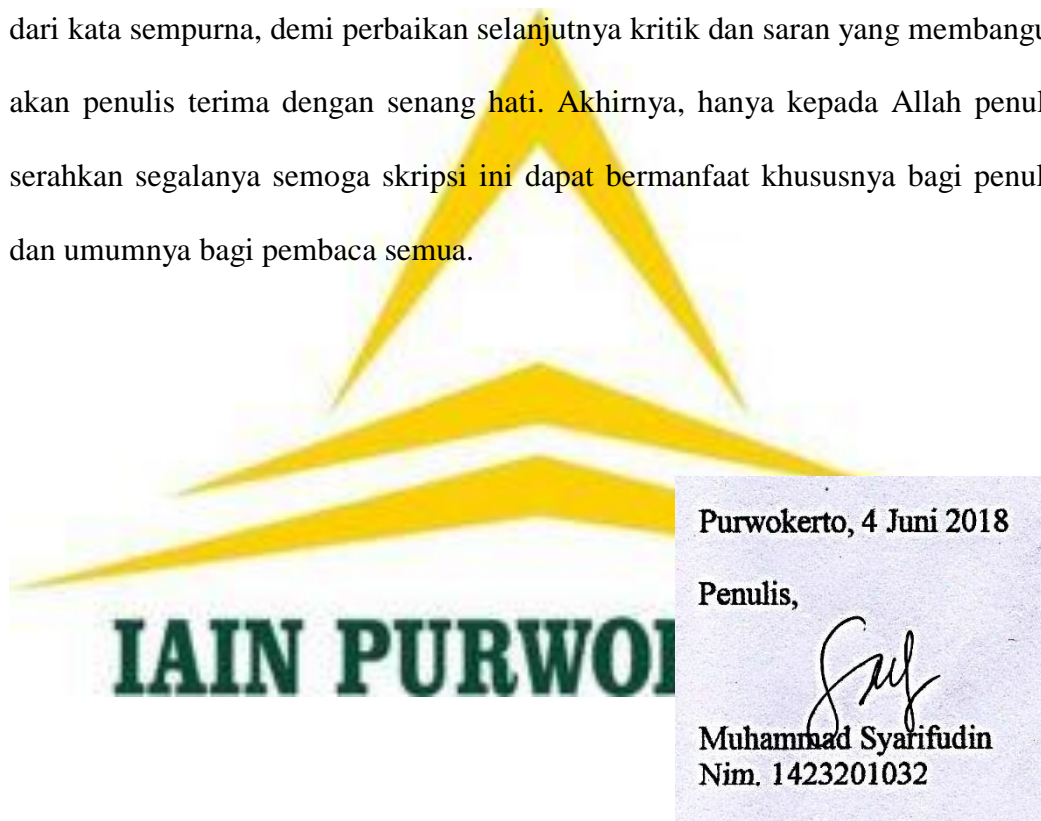 dari kata sempurna, demi perbaikan selanjutnya kritik dan saran yang membangu
akan penulis terima dengan senang hati. Akhirnya, hanya kepada Allah penul
serahkan segalanya semoga skripsi ini dapat bermanfaat khususnya bagi penul
dan umumnya bagi pembaca semua.
IAIN PURWO
Purwokerto, 4 Juni 2018
Penulis,
Muhammad Syarifudin
Nim. 1423201032